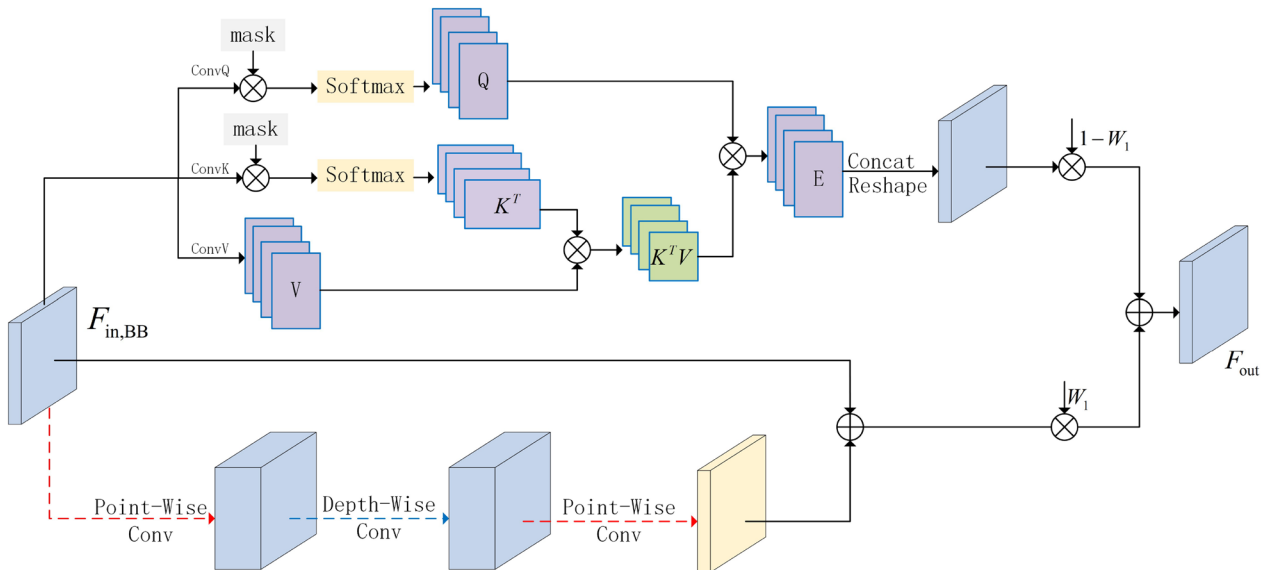 mask
ConvQ
Softmax
Q
mask
ConvK
Softmax
K^T
ConvV
V
K^T V
E
Concat
Reshape
1−W₁
F_in,BB
W₁
F_out
Point-Wise
Conv
Depth-Wise
Conv
Point-Wise
Conv